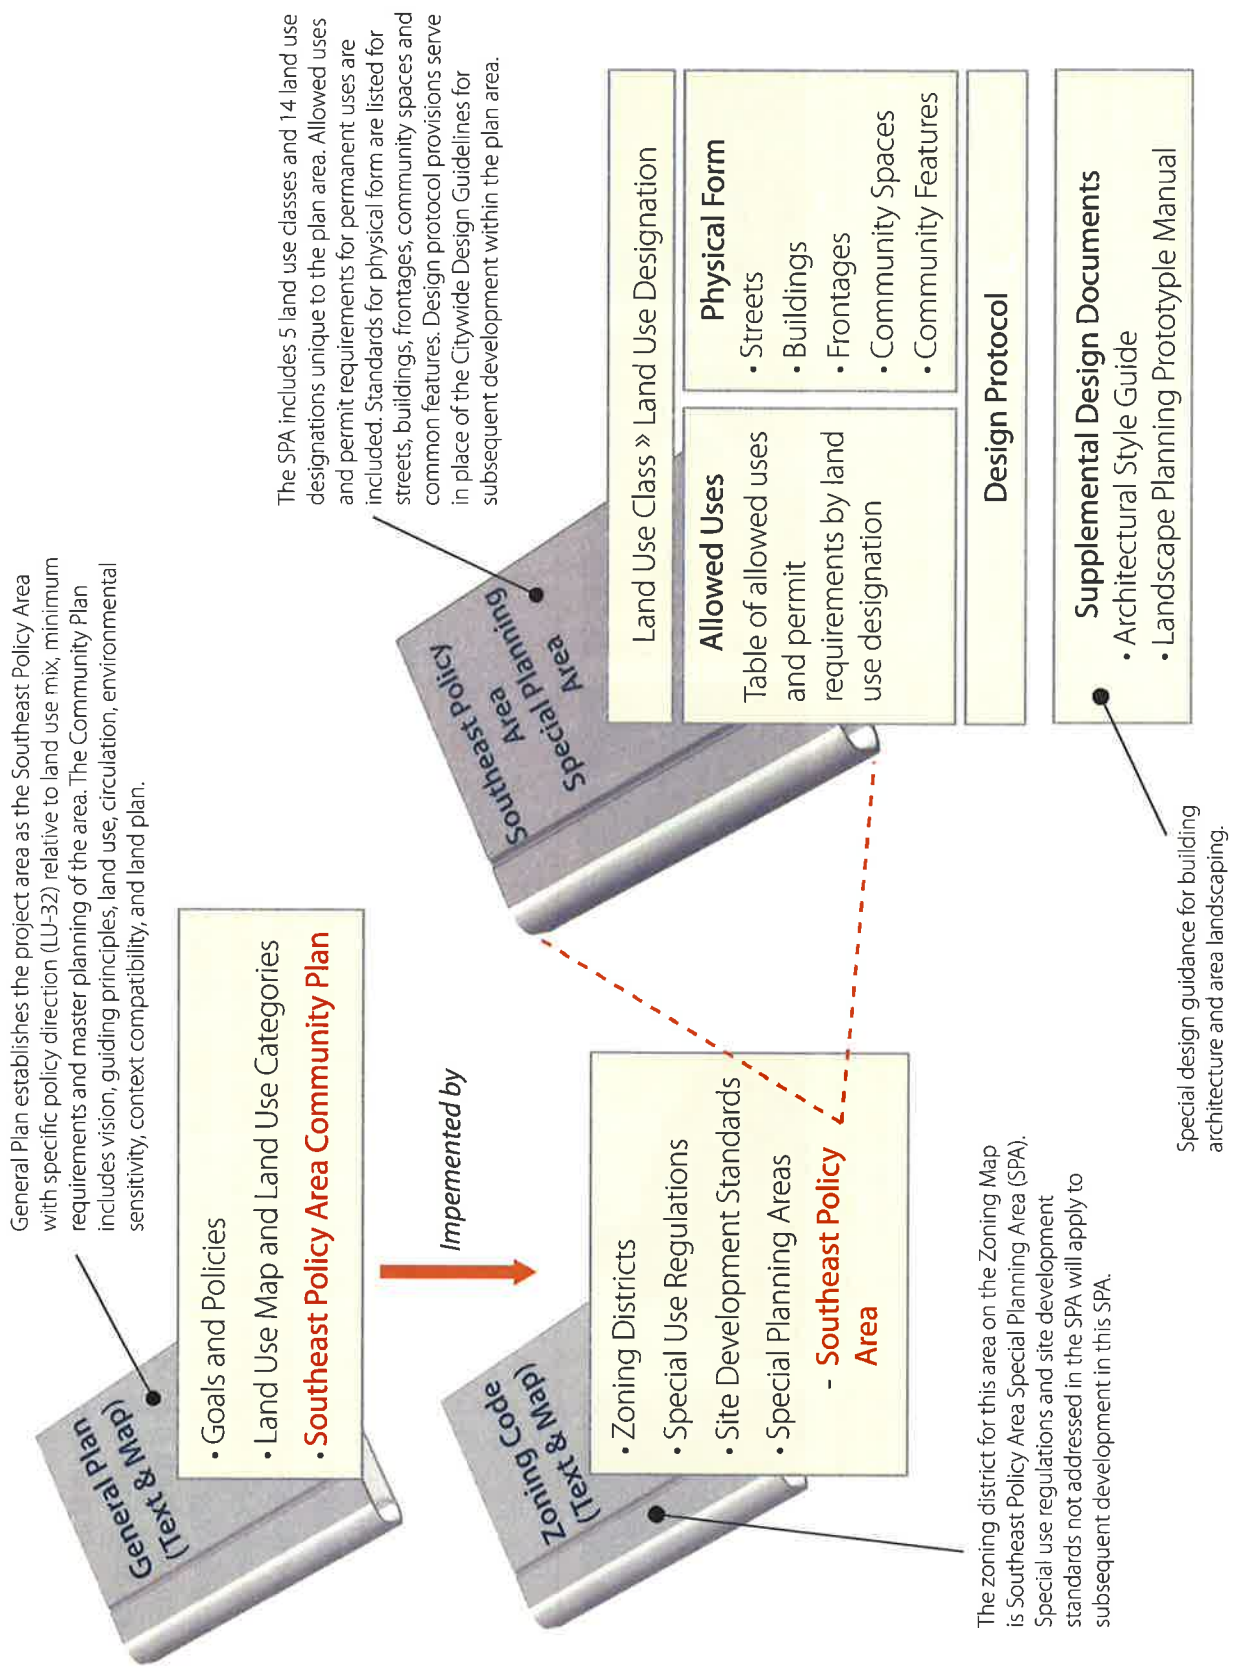 General Plan establishes the project area as the Southeast Policy Area
with specific policy direction (LU-32) relative to land use mix, minimum
requirements and master planning of the area. The Community Plan
includes vision, guiding principles, land use, circulation, environmental
sensitivity, context compatibility, and land plan.
General Plan
(Text & Map)
• Goals and Policies
• Land Use Map and Land Use Categories
• Southeast Policy Area Community Plan
Impemented by
Zoning Code
(Text & Map)
• Zoning Districts
• Special Use Regulations
• Site Development Standards
• Special Planning Areas
- Southeast Policy
Area
The zoning district for this area on the Zoning Map
is Southeast Policy Area Special Planning Area (SPA).
Special use regulations and site development
standards not addressed in the SPA will apply to
subsequent development in this SPA.
The SPA includes 5 land use classes and 14 land use
designations unique to the plan area. Allowed uses
and permit requirements for permanent uses are
included. Standards for physical form are listed for
streets, buildings, frontages, community spaces and
common features. Design protocol provisions serve
in place of the Citywide Design Guidelines for
subsequent development within the plan area.
Southeast Policy
Area
Special Planning
Area
Land Use Class » Land Use Designation
Allowed Uses
Table of allowed uses
and permit
requirements by land
use designation
Physical Form
• Streets
• Buildings
• Frontages
• Community Spaces
• Community Features
Design Protocol
Supplemental Design Documents
• Architectural Style Guide
• Landscape Planning Prototyple Manual
Special design guidance for building
architecture and area landscaping.